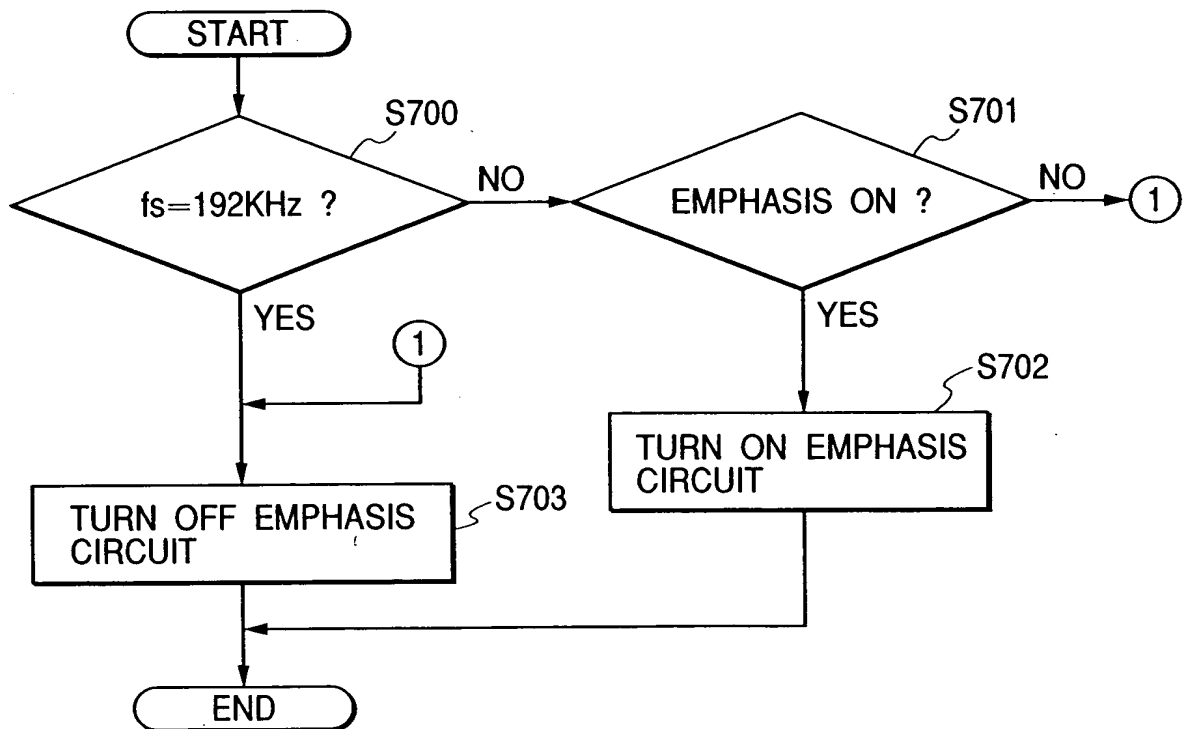 START
S700
fs=192KHz ?
NO
S701
EMPHASIS ON ?
NO
1
YES
1
YES
S702
TURN ON EMPHASIS
CIRCUIT
S703
TURN OFF EMPHASIS
CIRCUIT
END